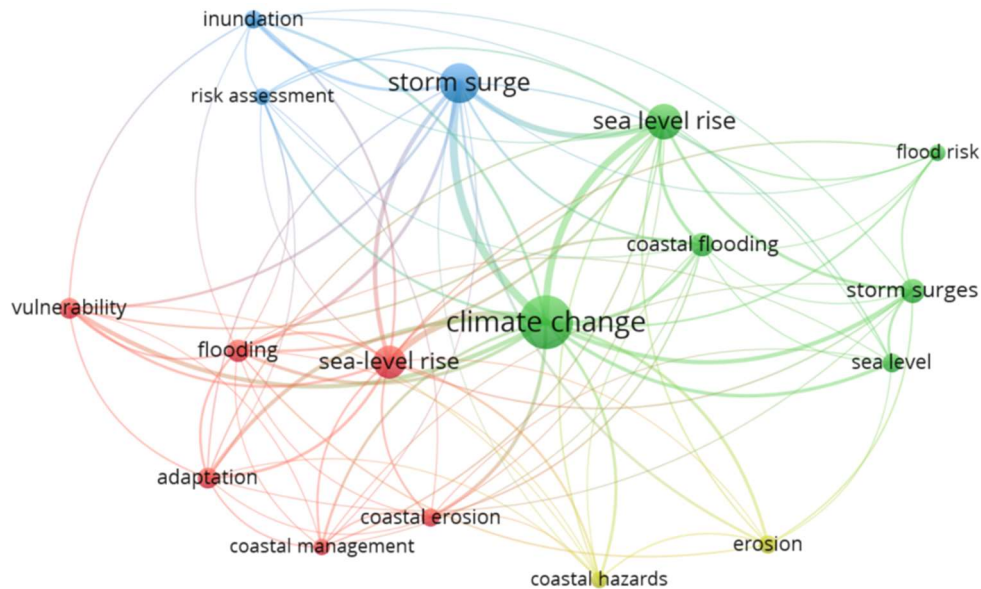 inundation
storm surge
risk assessment
sea level rise
flood risk
coastal flooding
storm surges
vulnerability
climate change
flooding
sea-level rise
sea level
adaptation
coastal erosion
coastal management
erosion
coastal hazards